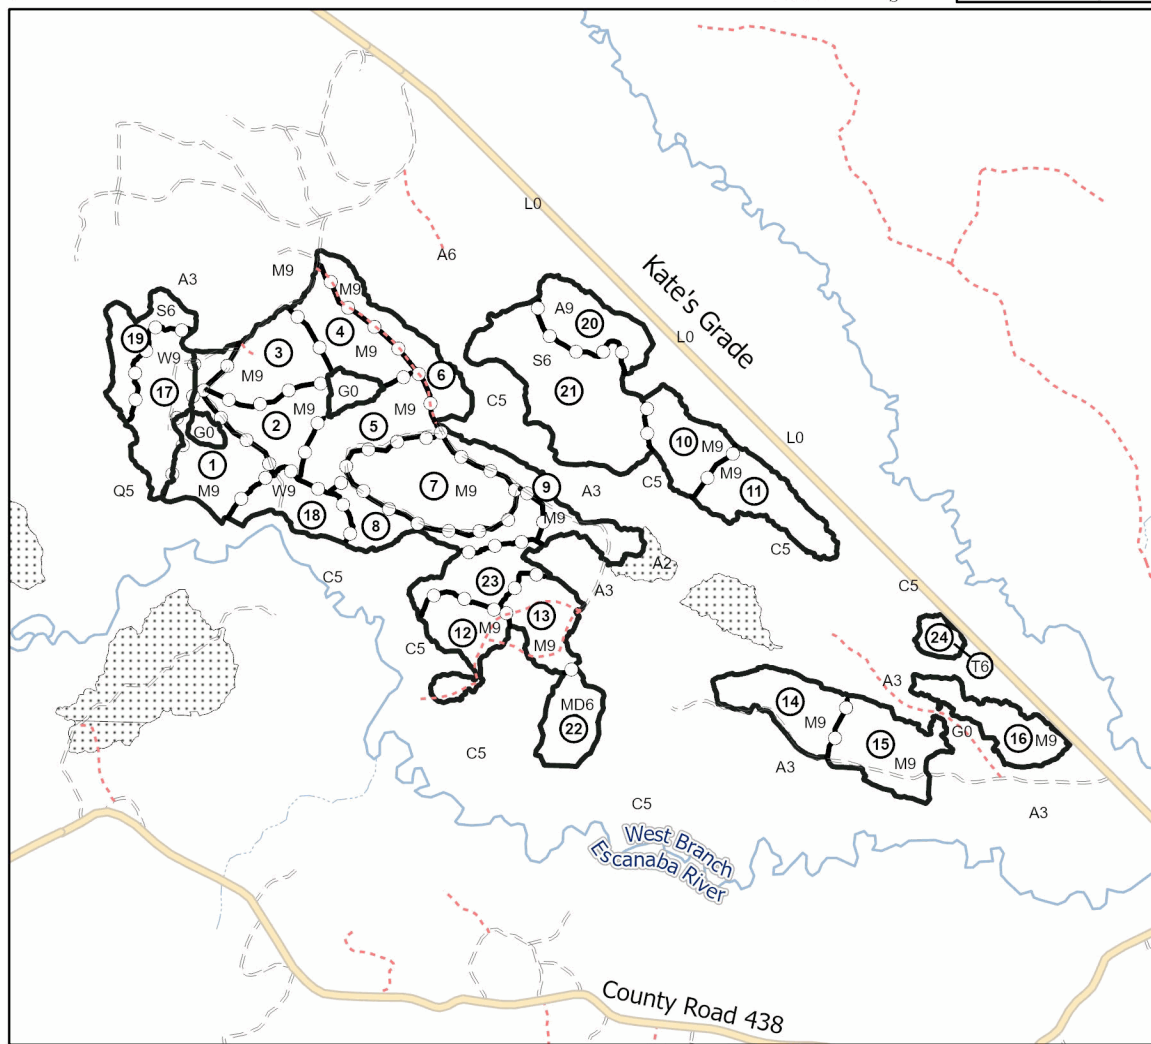 L0
A6
Kate's Grade
M9
A3
M9
S6
A9
20
19
4
L0
3
M9
S6
W9
M9
6
21
17
G0
C5
M9
M9
2
5
G0
10
M9
L0
1
M9
C5
7
M9
9
A3
11
Q5
M9
W9
18
8
M9
C5
A2
C5
23
A3
C5
13
24
12
M9
M9
T6
C5
A3
MD6
14
22
M9
G0
16
M9
15
C5
A3
M9
C5
A3
West Branch
Escanaba River
County Road 438